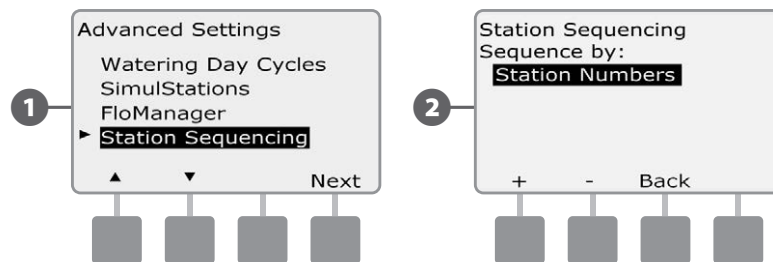 1
Advanced Settings
Watering Day Cycles
SimulStations
FloManager
► Station Sequencing
▲ ▼ Next
2
Station Sequencing
Sequence by:
Station Numbers
+ - Back